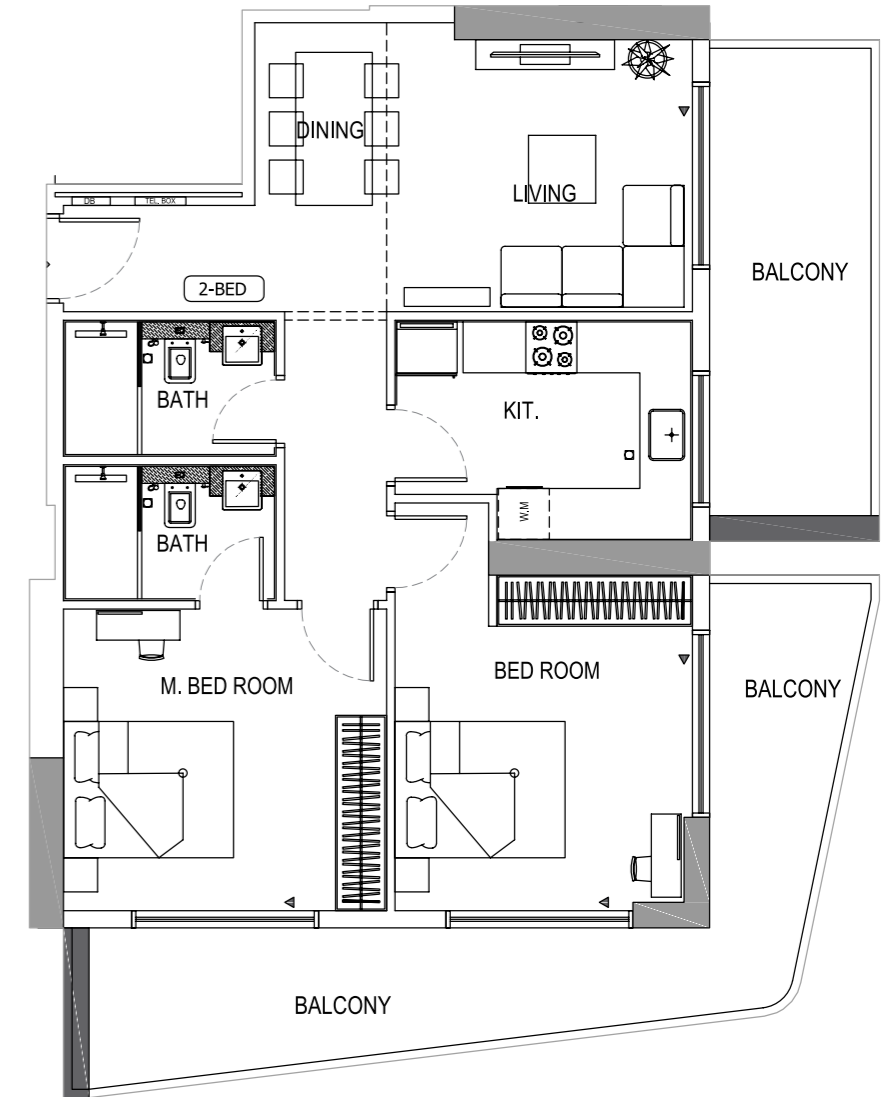 DINING
LIVING
DB
TEL. BOX
BALCONY
2-BED
BATH
KIT.
W.M
BATH
M. BED ROOM
BED ROOM
BALCONY
BALCONY